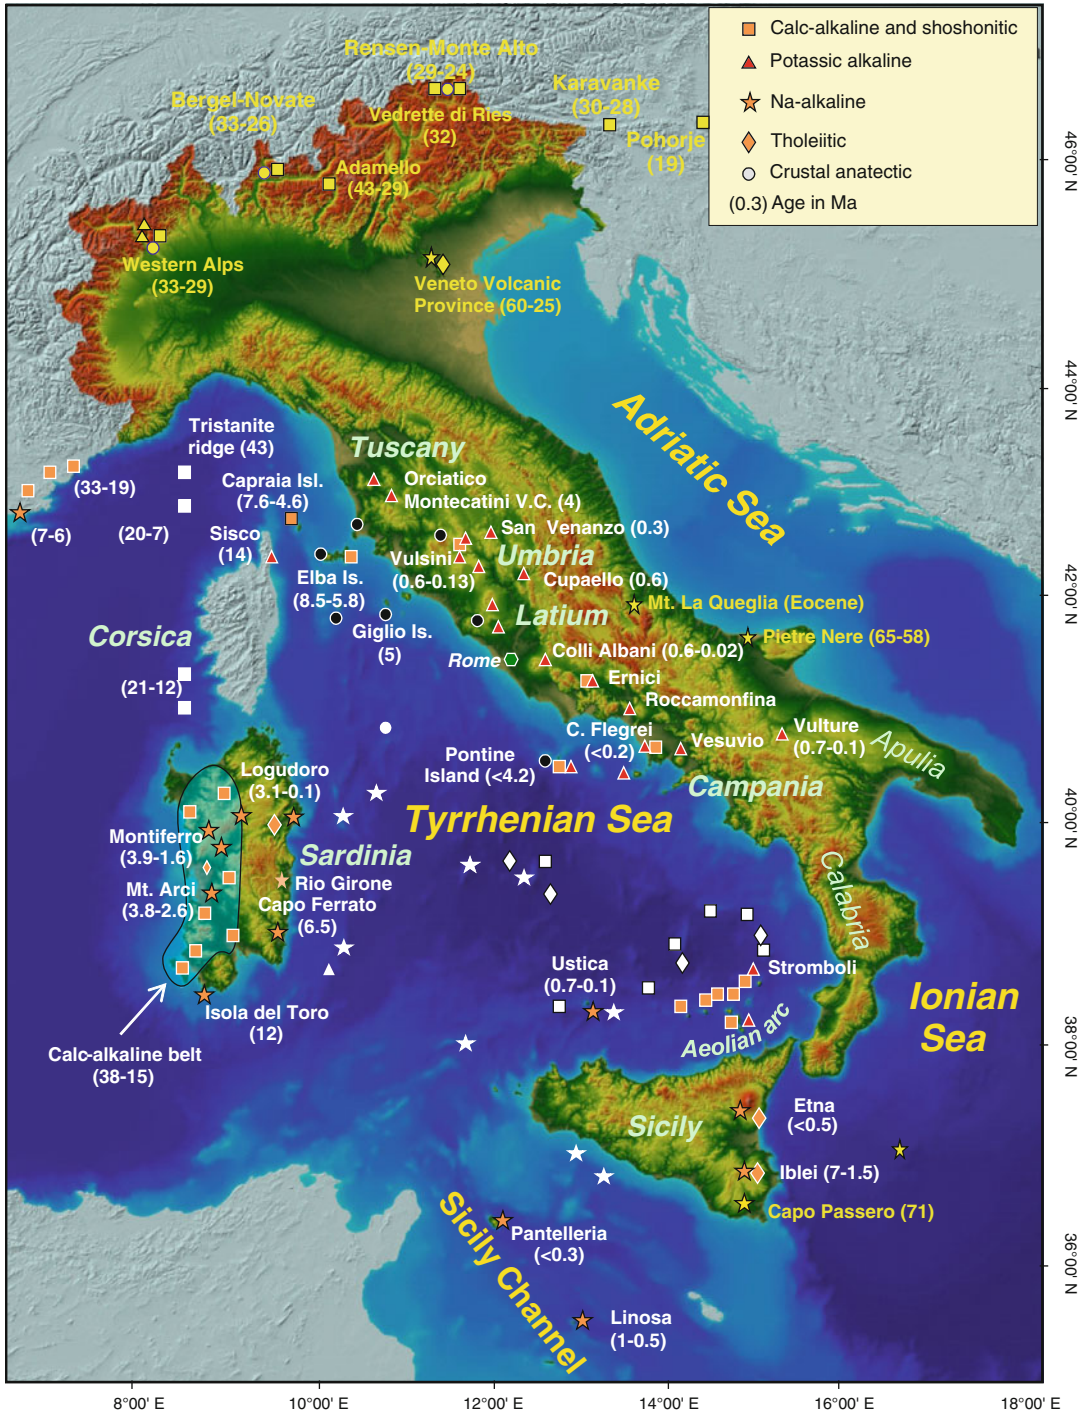 Calc-alkaline and shoshonitic
Potassic alkaline
Na-alkaline
Tholeiitic
Crustal anatectic
(0.3) Age in Ma
Rensen-Monte Alto
(29-24)
Karavanke
(30-28)
Bergel-Novate
(33-26)
Vedrette di Ries
(32)
Pohorje
(19)
Adamello
(43-29)
Western Alps
(33-29)
Veneto Volcanic
Province (60-25)
Adriatic Sea
Tristanite
ridge (43)
Tuscany
(33-19)
Capraia Isl.
(7.6-4.6)
Orciatico
Montecatini V.C. (4)
(7-6)
(20-7)
Sisco
(14)
San Venanzo (0.3)
Vulsini
(0.6-0.13)
Umbria
Elba Is.
(8.5-5.8)
Cupaello (0.6)
Mt. La Queglia (Eocene)
Latium
Corsica
Giglio Is.
(5)
Pietre Nere (65-58)
Rome
Colli Albani (0.6-0.02)
(21-12)
Ernici
Roccamonfina
C. Flegrei
(<0.2)
Vesuvio
Vulture
(0.7-0.1)
Apulia
Pontine
Island (<4.2)
Logudoro
(3.1-0.1)
Campania
Tyrrhenian Sea
Montiferro
(3.9-1.6)
Sardinia
Mt. Arci
(3.8-2.6)
Rio Girone
Capo Ferrato
(6.5)
Calabria
Ustica
(0.7-0.1)
Stromboli
Isola del Toro
(12)
Ionian
Sea
Aeolian arc
Calc-alkaline belt
(38-15)
Sicily
Etna
(<0.5)
Iblei (7-1.5)
Capo Passero (71)
Sicily Channel
Pantelleria
(<0.3)
Linosa
(1-0.5)
46°00' N
44°00' N
42°00' N
40°00' N
38°00' N
36°00' N
8°00' E
10°00' E
12°00' E
14°00' E
16°00' E
18°00' E